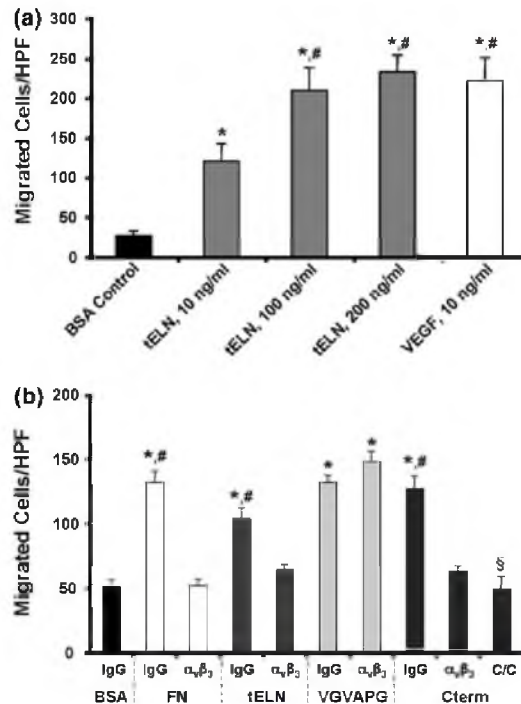 (a)
Migrated Cells/HPF
300
250
200
150
100
50
0
*
*,#
*,#
*,#
BSA Control
tELN, 10 ng/ml
tELN, 100 ng/ml
tELN, 200 ng/ml
VEGF, 10 ng/ml
(b)
Migrated Cells/HPF
200
150
100
50
0
*,#
*,#
*
*
*,#
§
IgG IgG αvβ3 IgG αvβ3 IgG αvβ3 IgG αvβ3 C/C
BSA FN tELN VGVAPG Cterm